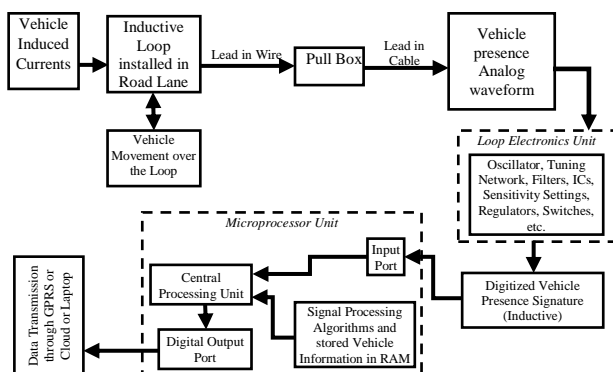 Vehicle
Induced
Currents
Inductive
Loop
installed in
Road Lane
Lead in Wire
Pull Box
Lead in
Cable
Vehicle
presence
Analog
waveform
Vehicle
Movement over
the Loop
Loop Electronics Unit
Oscillator, Tuning
Network, Filters, ICs,
Sensitivity Settings,
Regulators, Switches,
etc.
Microprocessor Unit
Input
Port
Central
Processing Unit
Digitized Vehicle
Presence Signature
(Inductive)
Signal Processing
Algorithms and
stored Vehicle
Information in RAM
Digital Output
Port
Data Transmission
through GPRS or
Cloud or Laptop